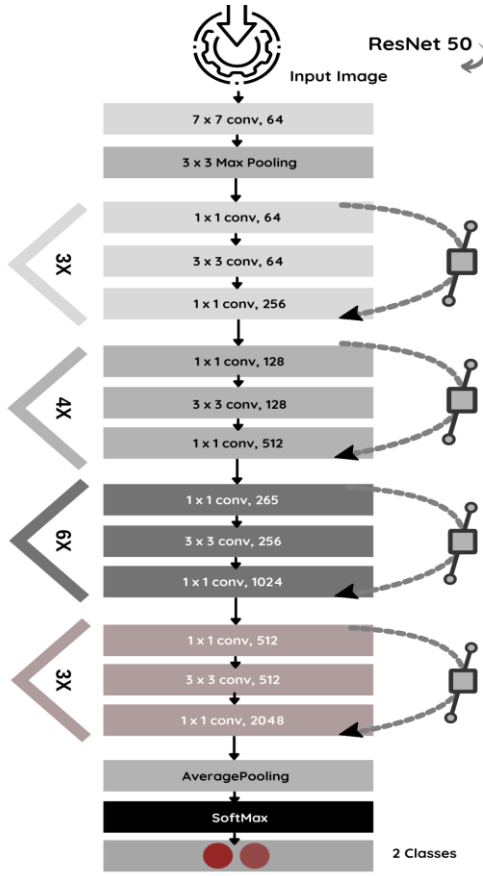 ResNet 50
Input Image
7 x 7 conv, 64
3 x 3 Max Pooling
3X
1 x 1 conv, 64
3 x 3 conv, 64
1 x 1 conv, 256
4X
1 x 1 conv, 128
3 x 3 conv, 128
1 x 1 conv, 512
6X
1 x 1 conv, 265
3 x 3 conv, 256
1 x 1 conv, 1024
3X
1 x 1 conv, 512
3 x 3 conv, 512
1 x 1 conv, 2048
AveragePooling
SoftMax
2 Classes